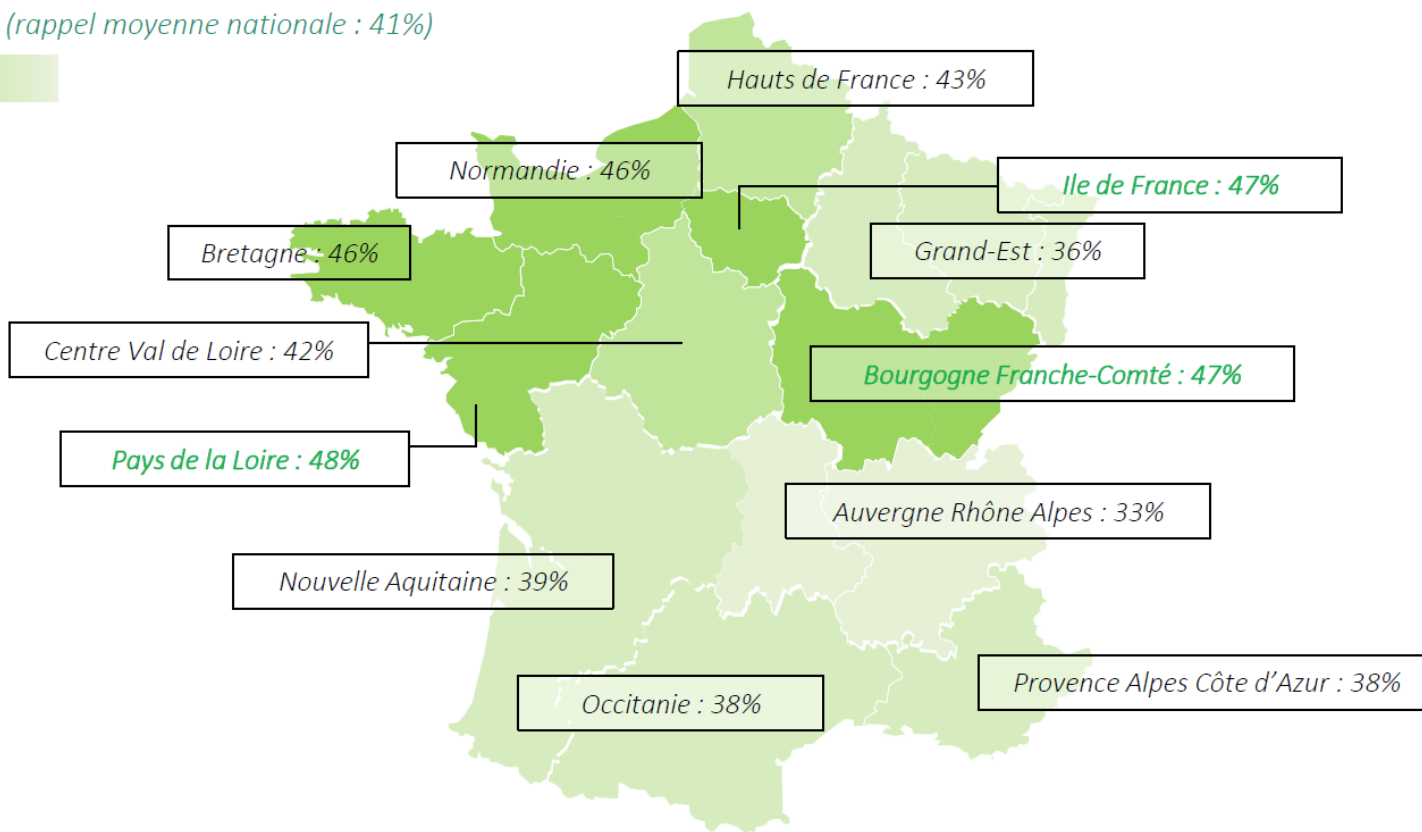 (rappel moyenne nationale : 41%)
Hauts de France : 43%
Normandie : 46%
Ile de France : 47%
Bretagne : 46%
Grand-Est : 36%
Centre Val de Loire : 42%
Bourgogne Franche-Comté : 47%
Pays de la Loire : 48%
Auvergne Rhône Alpes : 33%
Nouvelle Aquitaine : 39%
Provence Alpes Côte d’Azur : 38%
Occitanie : 38%